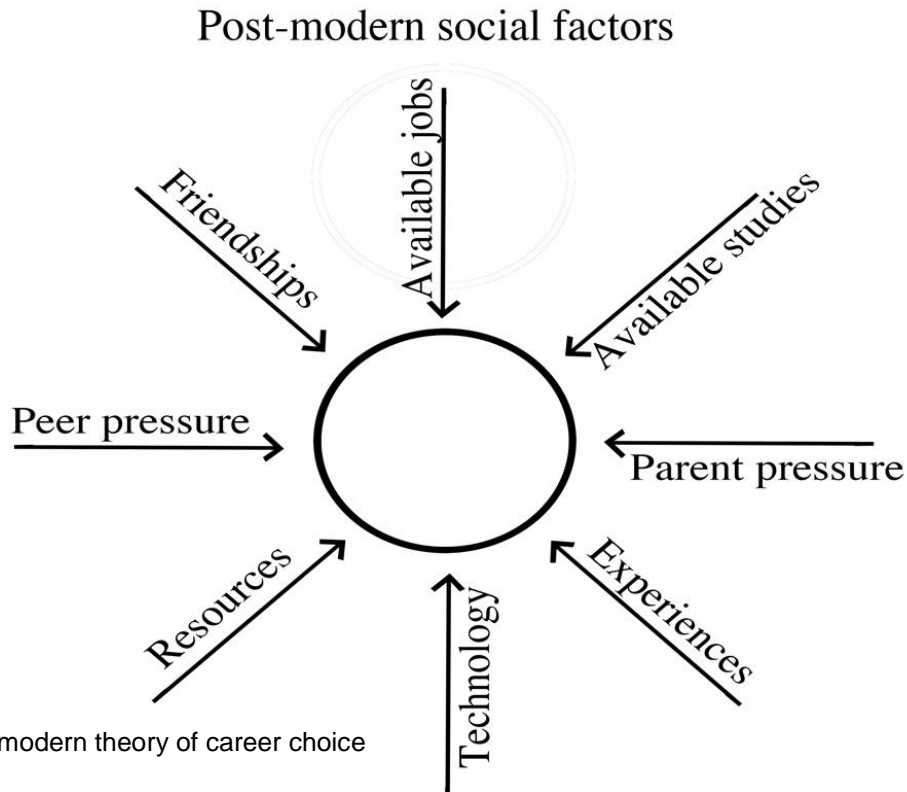 Post-modern social factors
Available jobs
Friendships
Available studies
Peer pressure
Parent pressure
Resources
Experiences
Technology
modern theory of career choice